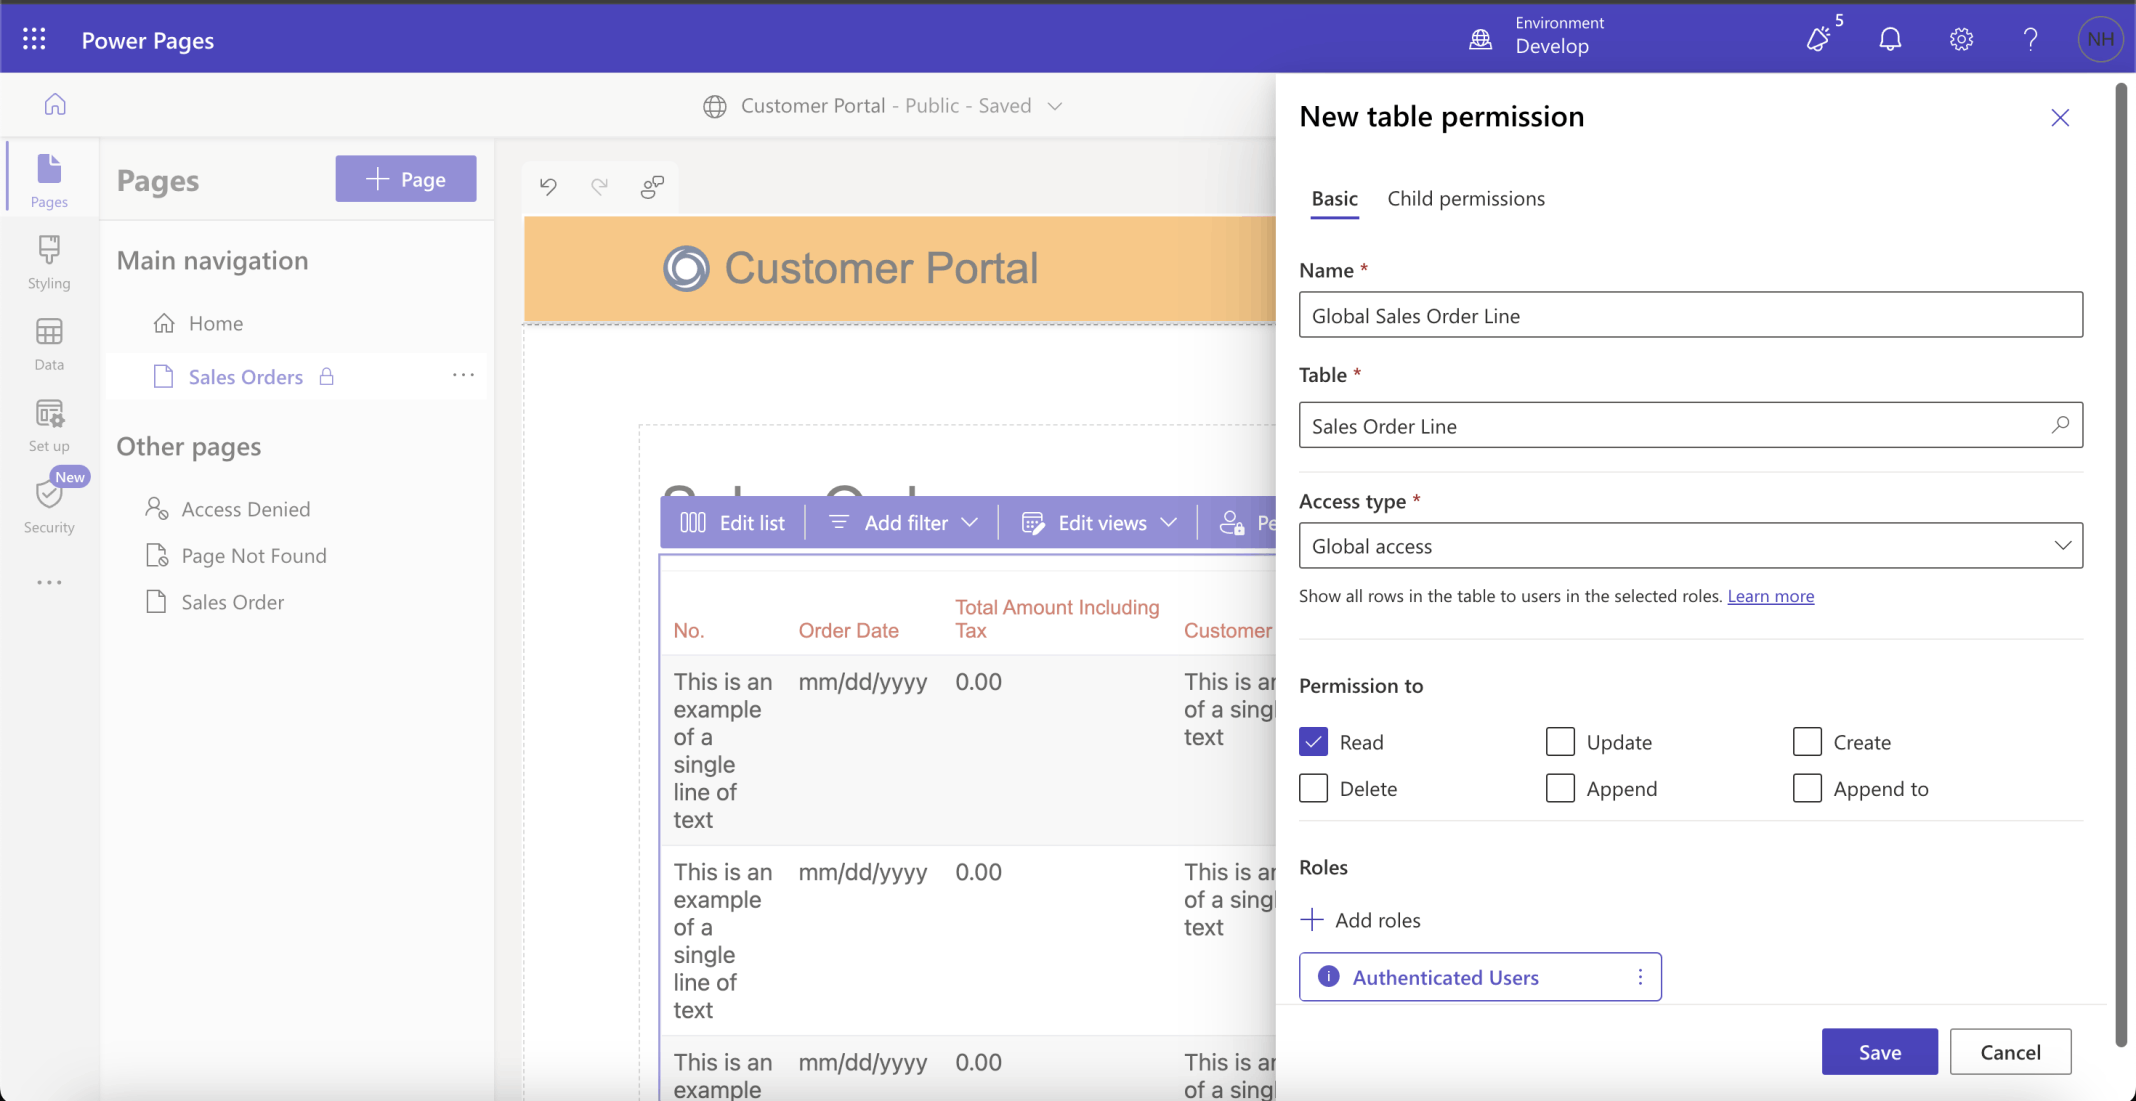 Power Pages
Environment
Develop
5
NH
Customer Portal - Public - Saved
Pages
Styling
Data
Set up
New
Security
Pages
Page
Main navigation
Home
Sales Orders
Other pages
Access Denied
Page Not Found
Sales Order
Customer Portal
Edit list
Add filter
Edit views
No.
Order Date
Total Amount Including
Tax
Customer
This is an
example
of a
single
line of
text
mm/dd/yyyy
0.00
This is
of a
text
This is an
example
of a
single
line of
text
mm/dd/yyyy
0.00
This is
of a
text
This is an
example
mm/dd/yyyy
0.00
This is
of a
New table permission
Basic
Child permissions
Name *
Global Sales Order Line
Table *
Sales Order Line
Access type *
Global access
Show all rows in the table to users in the selected roles. Learn more
Permission to
Read
Update
Create
Delete
Append
Append to
Roles
Add roles
Authenticated Users
Save
Cancel